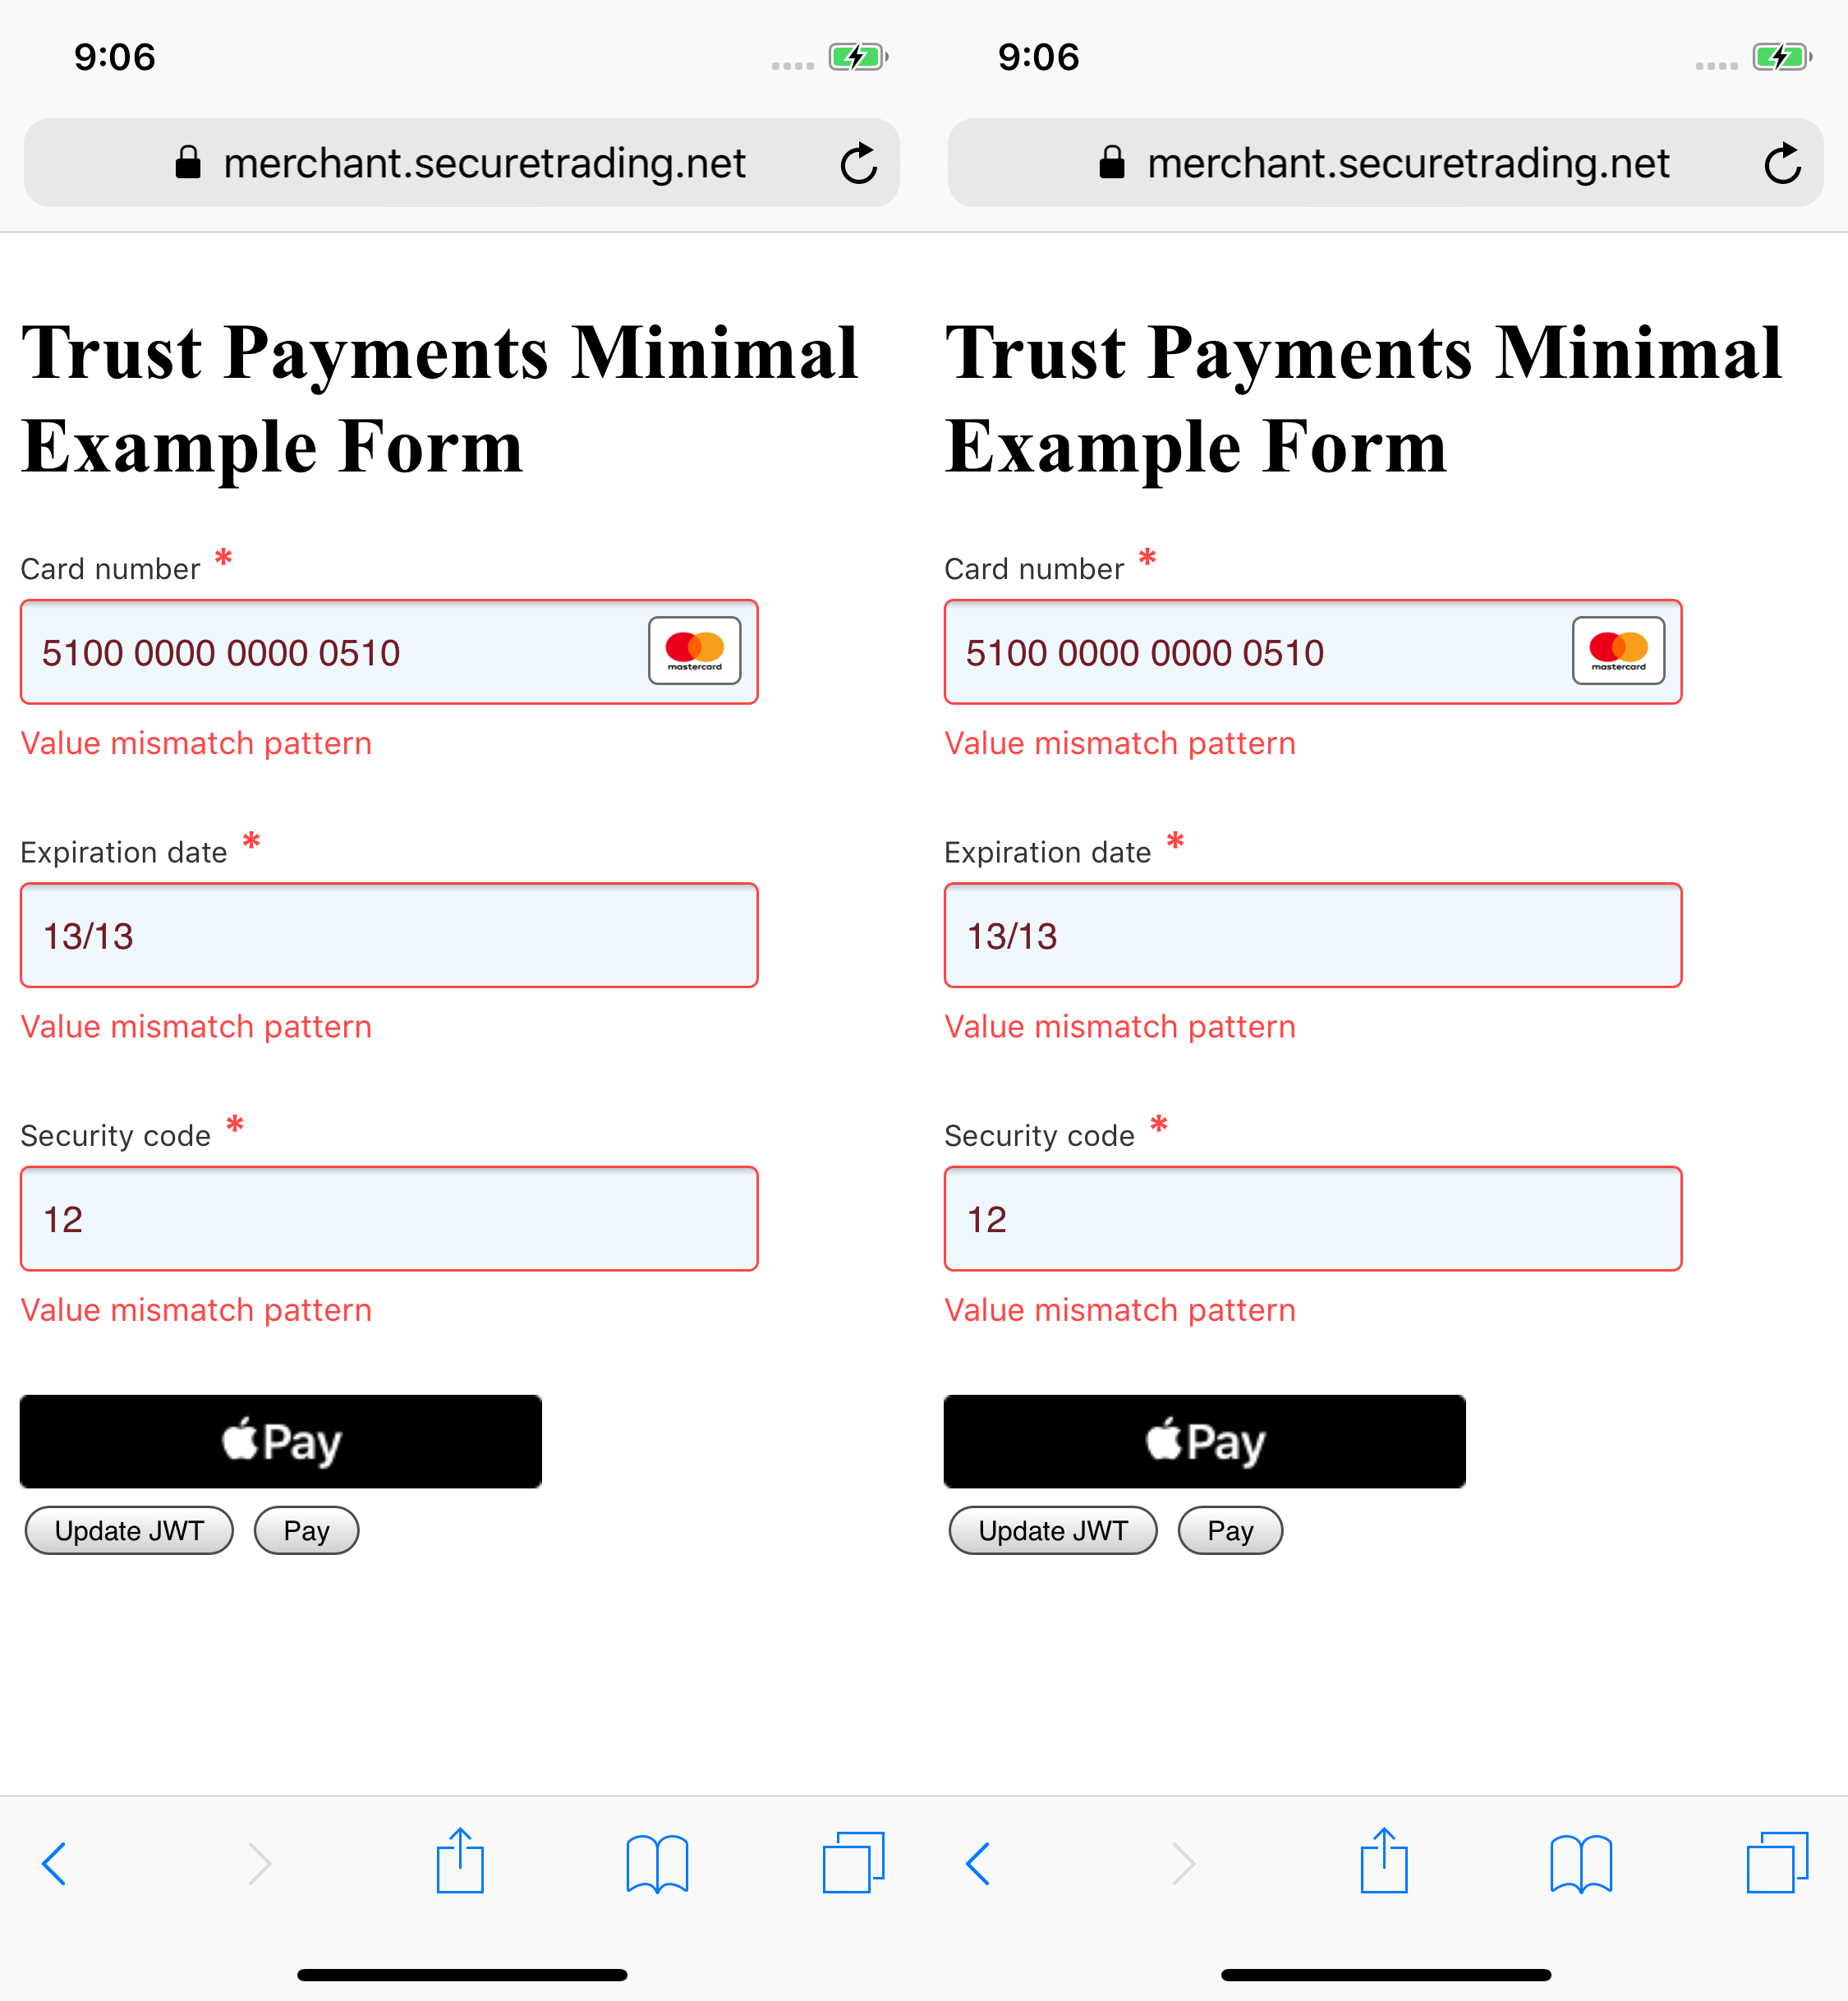 9:06
merchant.securetrading.net
Trust Payments Minimal
Example Form
Card number *
5100 0000 0000 0510
mastercard
Value mismatch pattern
Expiration date *
13/13
Value mismatch pattern
Security code *
12
Value mismatch pattern
Pay
Update JWT Pay
9:06
merchant.securetrading.net
Trust Payments Minimal
Example Form
Card number *
5100 0000 0000 0510
mastercard
Value mismatch pattern
Expiration date *
13/13
Value mismatch pattern
Security code *
12
Value mismatch pattern
Pay
Update JWT Pay